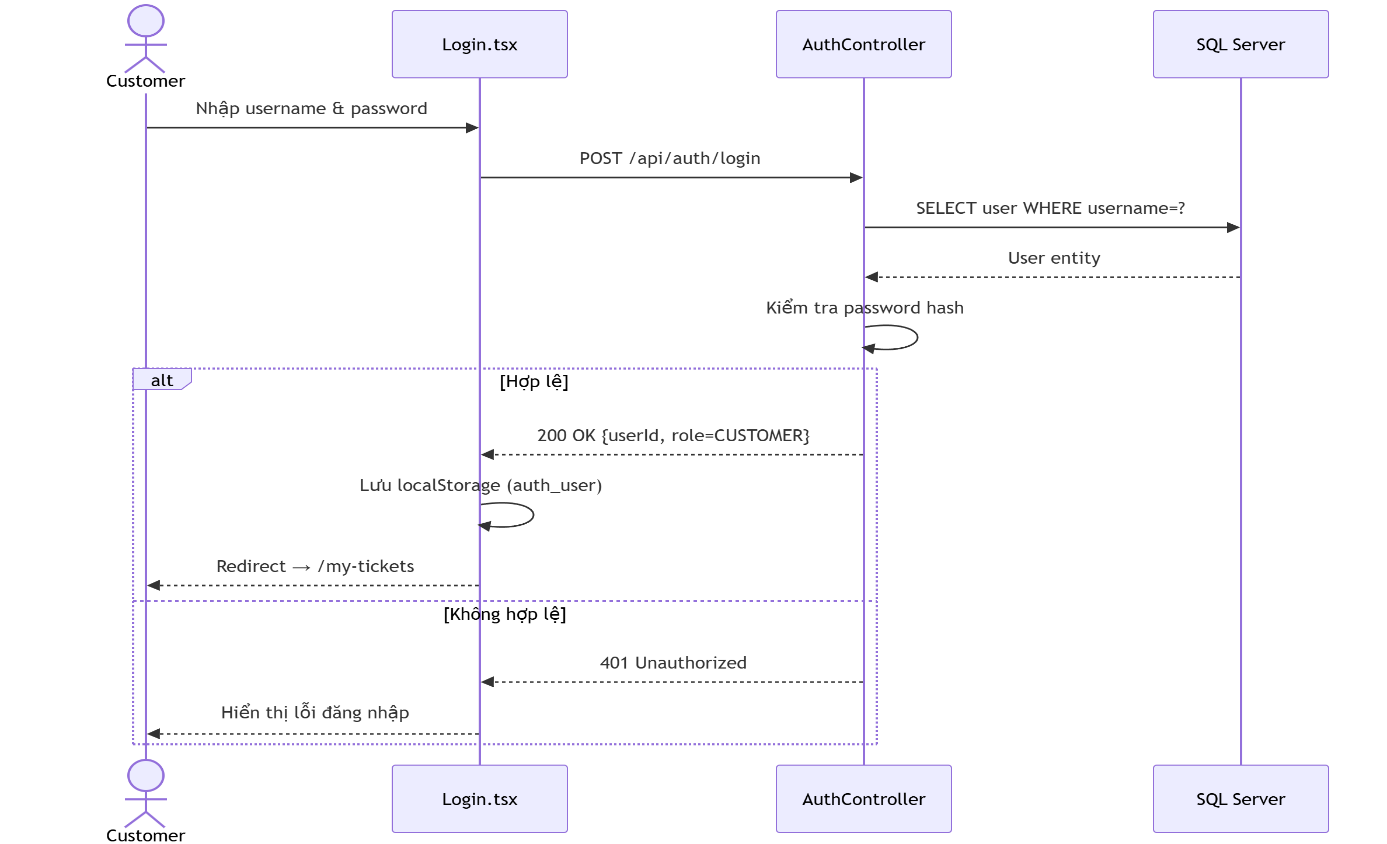 Customer
Login.tsx
AuthController
SQL Server
Nhập username & password
POST /api/auth/login
SELECT user WHERE username=?
User entity
Kiểm tra password hash
alt
[Hợp lệ]
200 OK {userId, role=CUSTOMER}
Lưu localStorage (auth_user)
Redirect → /my-tickets
[Không hợp lệ]
401 Unauthorized
Hiển thị lỗi đăng nhập
Customer
Login.tsx
AuthController
SQL Server